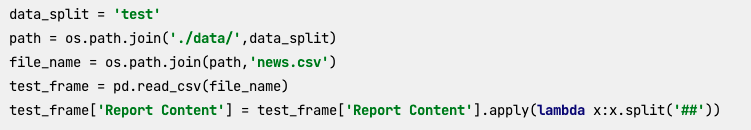 data_split = 'test'
path = os.path.join('./data/',data_split)
file_name = os.path.join(path,'news.csv')
test_frame = pd.read_csv(file_name)
test_frame['Report Content'] = test_frame['Report Content'].apply(lambda x:x.split('##'))